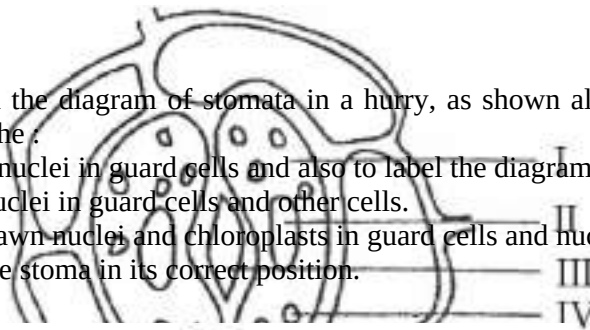 the diagram of stomata in a hurry, as shown al
he :
nuclei in guard cells and also to label the diagram
I
uclei in guard cells and other cells.
II
awn nuclei and chloroplasts in guard cells and nuc
e stoma in its correct position.
III
IV